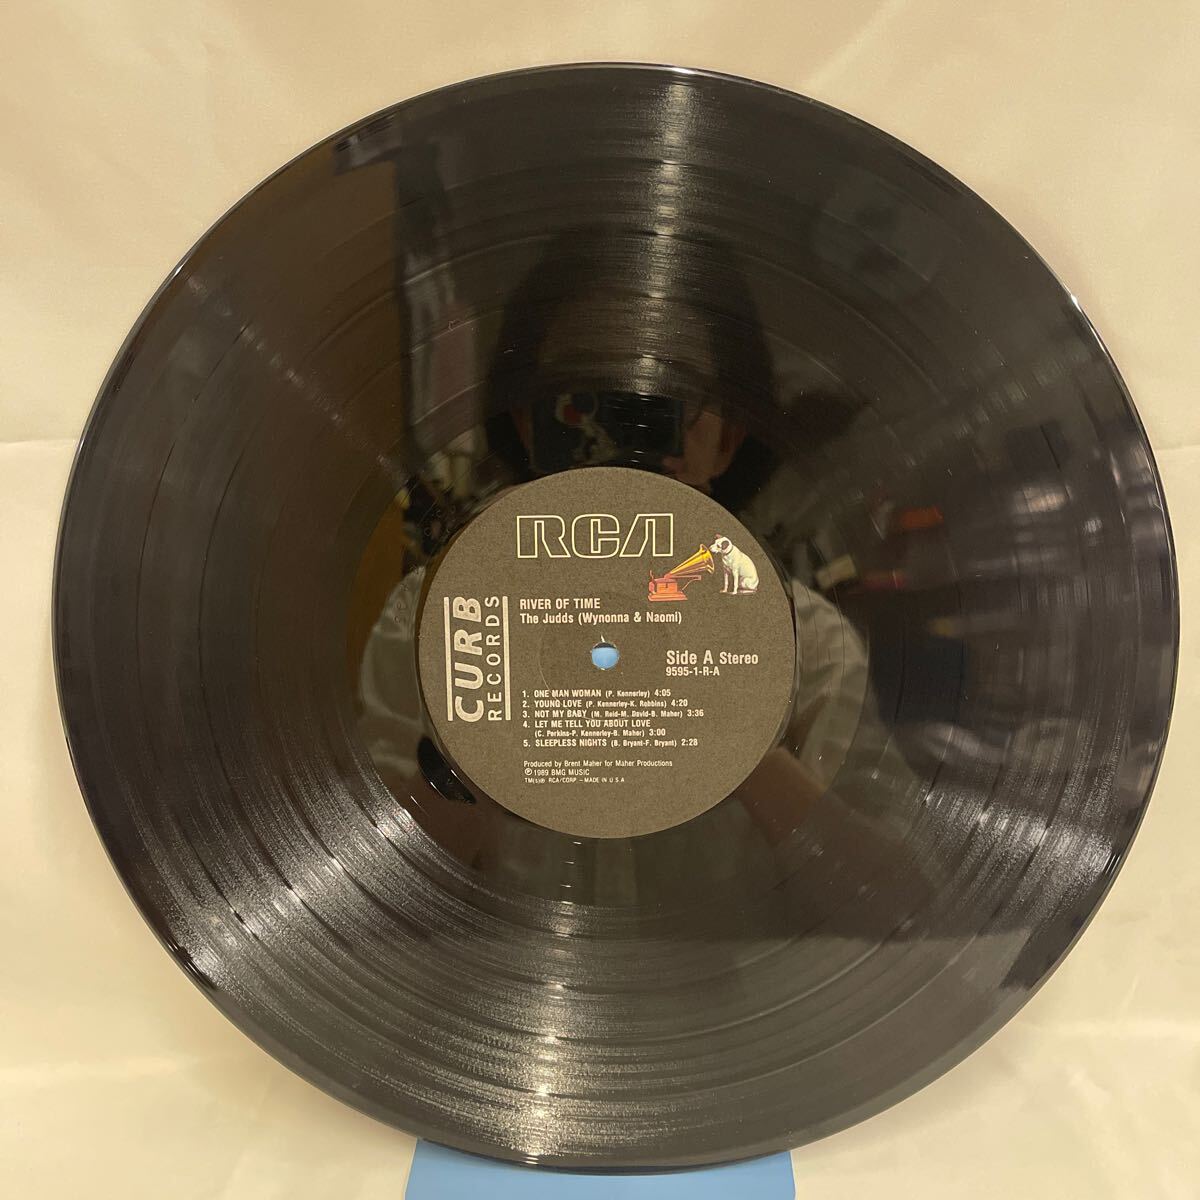 RCA
CURB
RECORDS
RIVER OF TIME
The Judds (Wynonna & Naomi)
Side A Stereo
9595-1-R-A
1. ONE MAN WOMAN (P. Kennerley) 4:05
2. YOUNG LOVE (P. Kennerley-K. Robbins) 4:20
3. NOT MY BABY (M. Reid-M. David-B. Maher) 3:36
4. LET ME TELL YOU ABOUT LOVE
(C. Perkins-P. Kennerley-B. Maher) 3:00
5. SLEEPLESS NIGHTS (B. Bryant-F. Bryant) 2:28
Produced by Brent Maher for Maher Productions
℗ 1989 BMG MUSIC
TM(s)® RCA/CORP. – MADE IN U.S.A